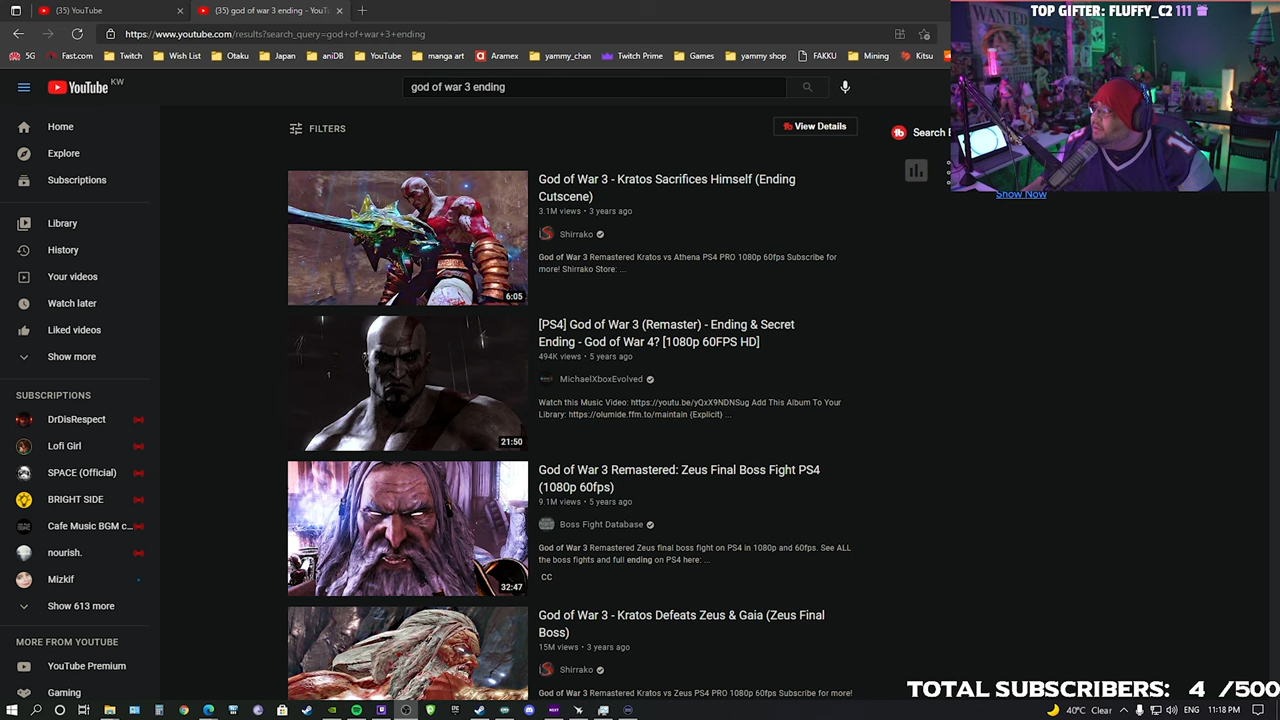 (35) YouTube
(35) god of war 3 ending - YouT
https://www.youtube.com/results?search_query=god+of+war+3+ending
5G
Fast.com
Twitch
Wish List
Otaku
Japan
aniDB
YouTube
manga art
Aramex
yammy_chan
Twitch Prime
Games
yammy shop
FAKKU
Mining
Kitsu
TOP GIFTER: FLUFFY_C2 111
WANTED
YouTube KW
god of war 3 ending
Home
Explore
Subscriptions
Library
History
Your videos
Watch later
Liked videos
Show more
SUBSCRIPTIONS
DrDisRespect
Lofi Girl
SPACE (Official)
BRIGHT SIDE
Cafe Music BGM c...
nourish.
Mizkif
Show 613 more
MORE FROM YOUTUBE
YouTube Premium
Gaming
FILTERS
View Details
Search
Show Now
God of War 3 - Kratos Sacrifices Himself (Ending
Cutscene)
3.1M views • 3 years ago
Shirrako
God of War 3 Remastered Kratos vs Athena PS4 PRO 1080p 60fps Subscribe for
more! Shirrako Store: ...
6:05
[PS4] God of War 3 (Remaster) - Ending & Secret
Ending - God of War 4? [1080p 60FPS HD]
494K views • 5 years ago
MichaelXboxEvolved
Watch this Music Video: https://youtu.be/yQxX9NDNSug Add This Album To Your
Library: https://olumide.ffm.to/maintain {Explicit} ...
21:50
God of War 3 Remastered: Zeus Final Boss Fight PS4
(1080p 60fps)
9.1M views • 5 years ago
Boss Fight Database
God of War 3 Remastered Zeus final boss fight on PS4 in 1080p and 60fps. See ALL
the boss fights and full ending on PS4 here: ...
CC
32:47
God of War 3 - Kratos Defeats Zeus & Gaia (Zeus Final
Boss)
15M views • 3 years ago
Shirrako
God of War 3 Remastered Kratos vs Zeus PS4 PRO 1080p 60fps Subscribe for more!
TOTAL SUBSCRIBERS: 4 /500
40°C Clear
ENG
11:18 PM